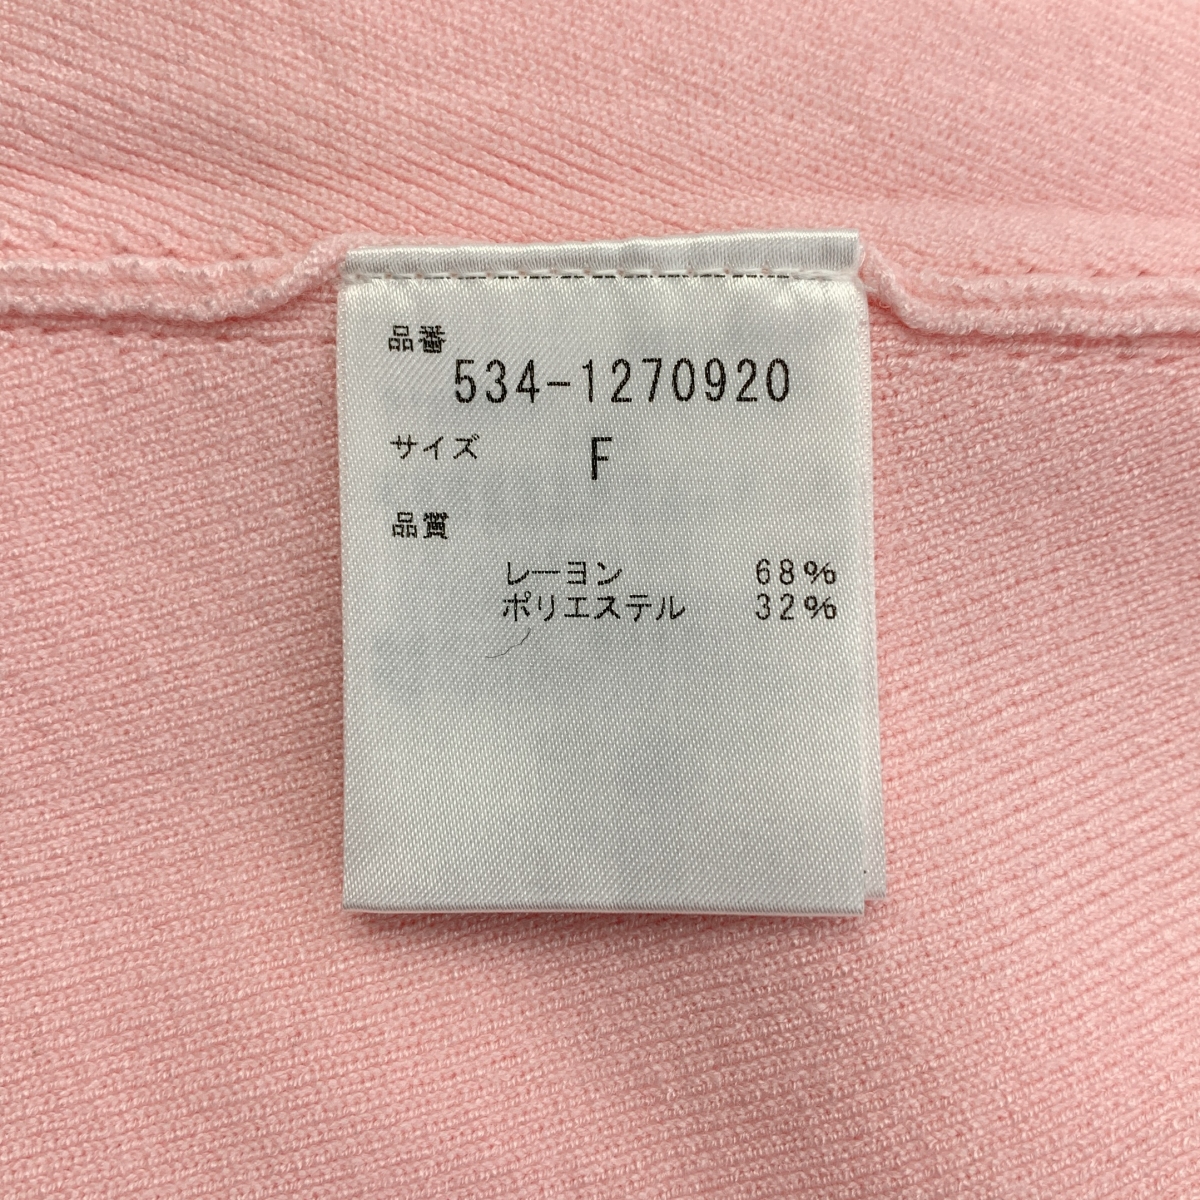 品番
534-1270920
サイズ F
品質
レーヨン 68%
ポリエステル 32%